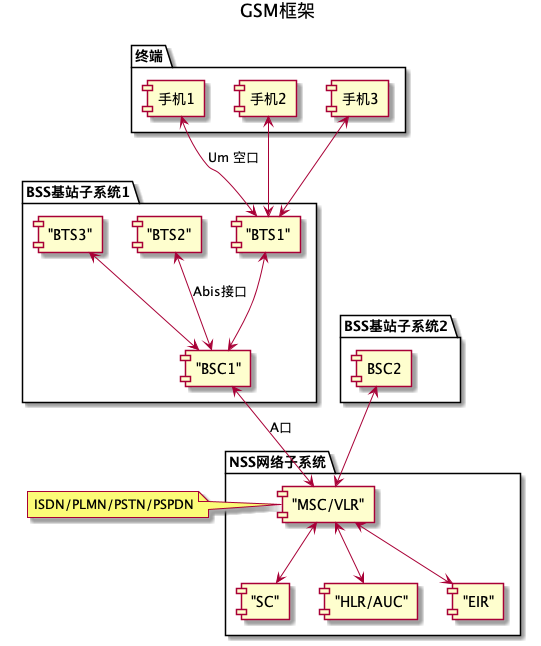 GSM框架
终端
手机1
手机2
手机3
Um 空口
BSS基站子系统1
"BTS3"
"BTS2"
"BTS1"
Abis接口
BSS基站子系统2
"BSC1"
BSC2
A口
NSS网络子系统
ISDN/PLMN/PSTN/PSPDN
"MSC/VLR"
"SC"
"HLR/AUC"
"EIR"